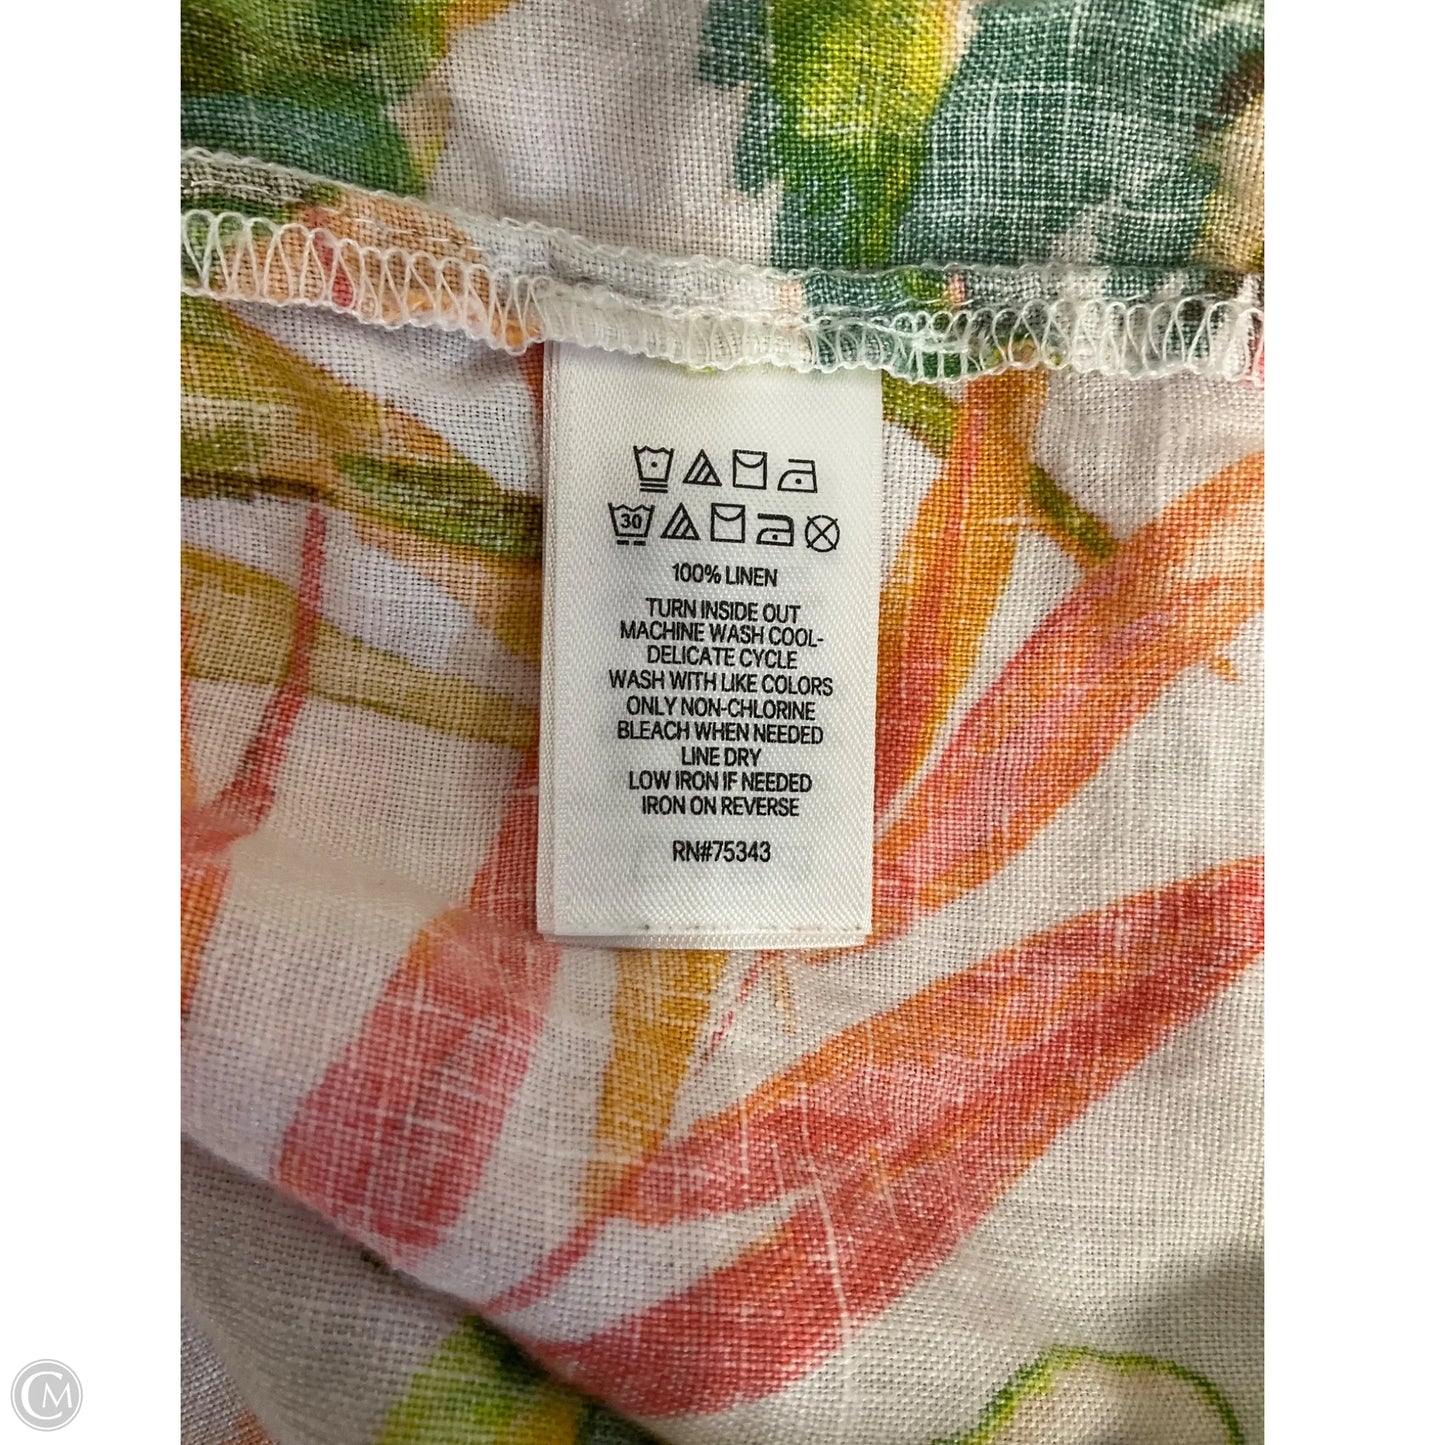 30
100% LINEN
TURN INSIDE OUT
MACHINE WASH COOL-
DELICATE CYCLE
WASH WITH LIKE COLORS
ONLY NON-CHLORINE
BLEACH WHEN NEEDED
LINE DRY
LOW IRON IF NEEDED
IRON ON REVERSE
RN#75343
CM